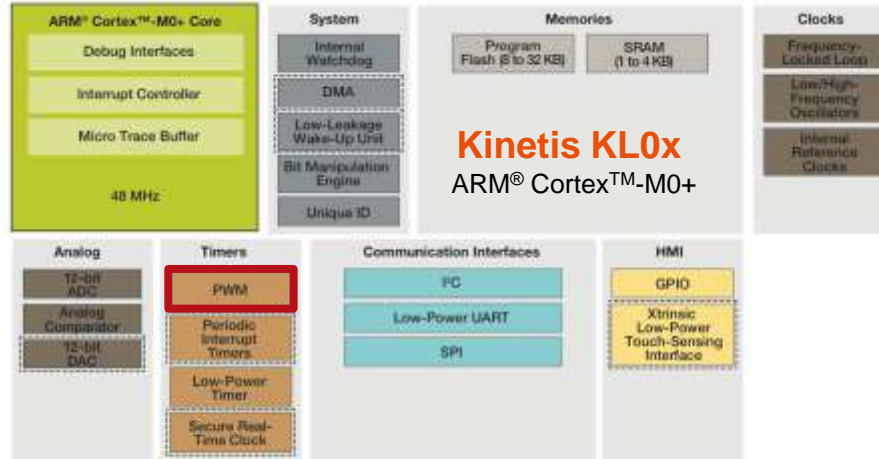 ARM® Cortex™-M0+ Core
Debug Interfaces
Interrupt Controller
Micro Trace Buffer
48 MHz
System
Internal
Watchdog
DMA
Low-Leakage
Wake-Up Unit
Bit Manipulation
Engine
Unique ID
Memories
Program
Flash (8 to 32 KB)
SRAM
(1 to 4 KB)
Kinetis KL0x
ARM® Cortex™-M0+
Clocks
Frequency-
Locked Loop
Low/High-
Frequency
Oscillators
Internal
Reference
Clocks
Analog
12-bit
ADC
Analog
Comparator
12-bit
DAC
Timers
PWM
Periodic
Interrupt
Timers
Low-Power
Timer
Secure Real-
Time Clock
Communication Interfaces
I²C
Low-Power UART
SPI
HMI
GPIO
Xtrinsic
Low-Power
Touch-Sensing
Interface